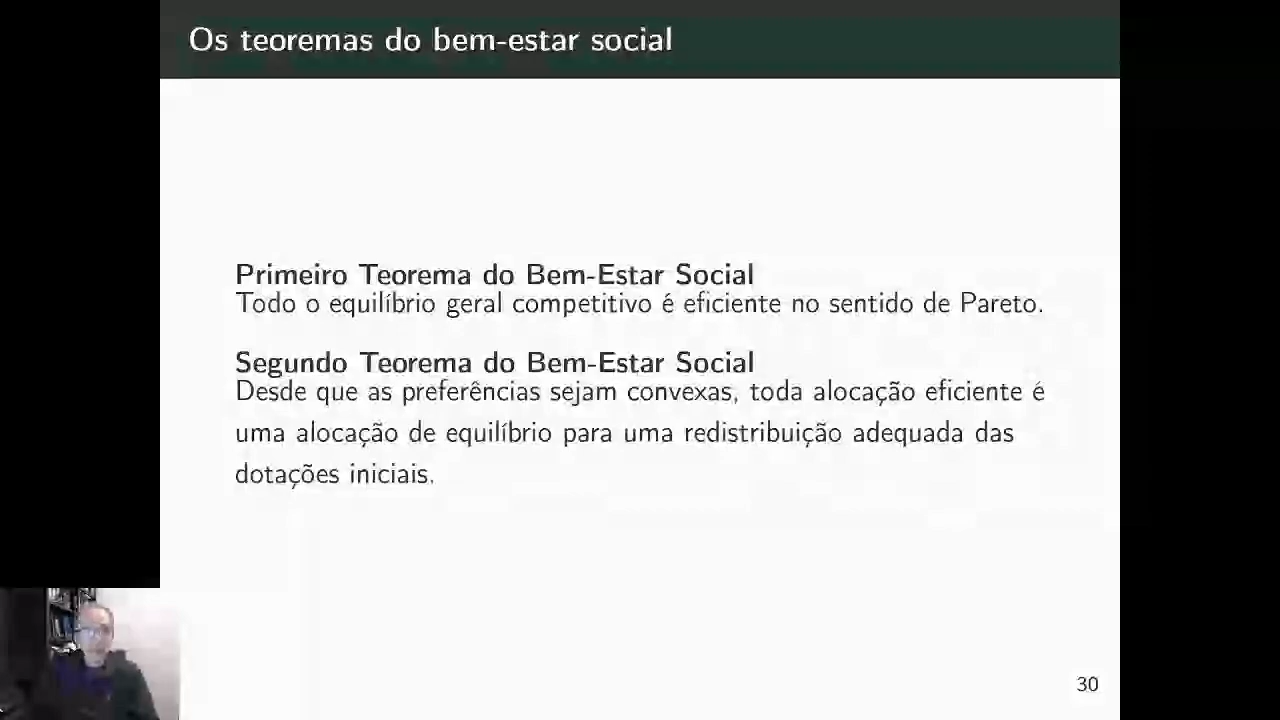 Os teoremas do bem-estar social
Primeiro Teorema do Bem-Estar Social
Todo o equilíbrio geral competitivo é eficiente no sentido de Pareto.
Segundo Teorema do Bem-Estar Social
Desde que as preferências sejam convexas, toda alocação eficiente é
uma alocação de equilíbrio para uma redistribuição adequada das
dotações iniciais.
30